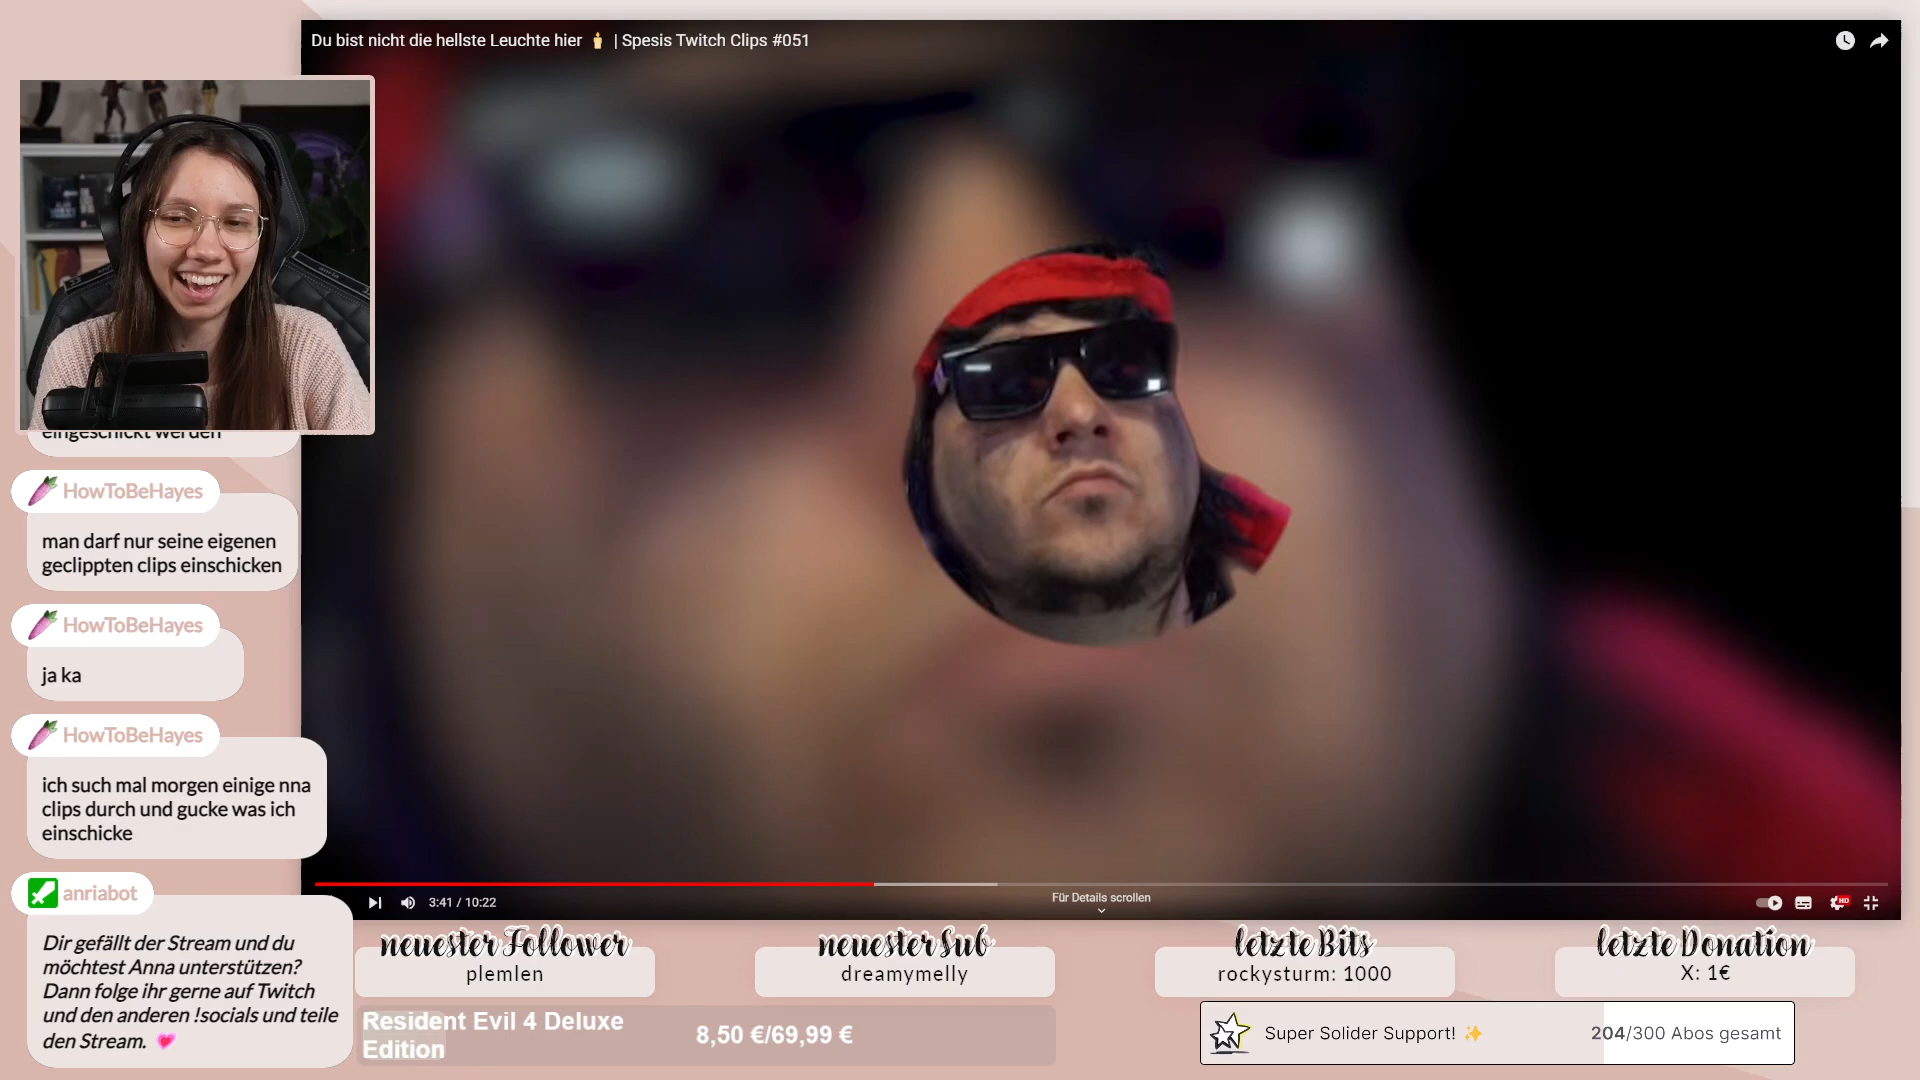 Du bist nicht die hellste Leuchte hier 🕯️ | Spesis Twitch Clips #051
eingeschickt werden
HowToBeHayes
man darf nur seine eigenen
geclippten clips einschicken
HowToBeHayes
ja ka
HowToBeHayes
ich such mal morgen einige nna
clips durch und gucke was ich
einschicke
anriabot
Dir gefällt der Stream und du
möchtest Anna unterstützen?
Dann folge ihr gerne auf Twitch
und den anderen !socials und teile
den Stream. 💗
3:41 / 10:22
Für Details scrollen
HD
neuester Follower
plemlen
neuester Sub
dreamymelly
letzte Bits
rockysturm: 1000
letzte Donation
X: 1€
Resident Evil 4 Deluxe
Edition
8,50 €/69,99 €
Super Solider Support! ✨
204/300 Abos gesamt